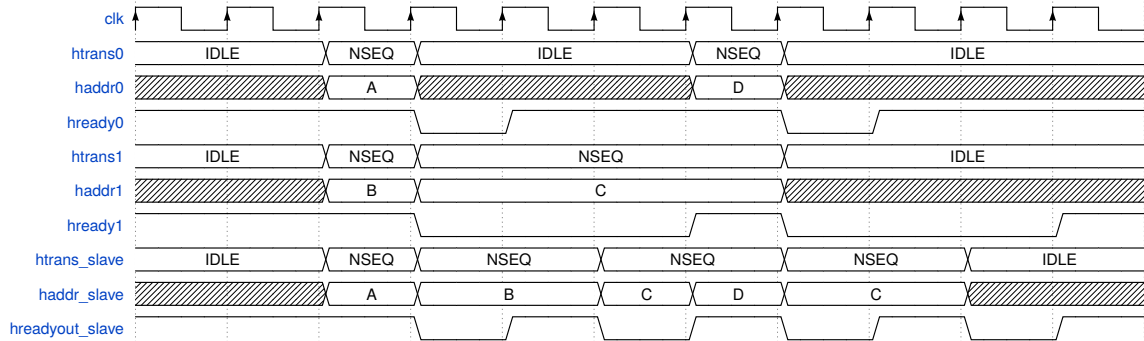 clk
htrans0 IDLE NSEQ IDLE NSEQ IDLE
haddr0 A D
hready0
htrans1 IDLE NSEQ NSEQ IDLE
haddr1 B C
hready1
htrans_slave IDLE NSEQ NSEQ NSEQ NSEQ IDLE
haddr_slave A B C D C
hreadyout_slave